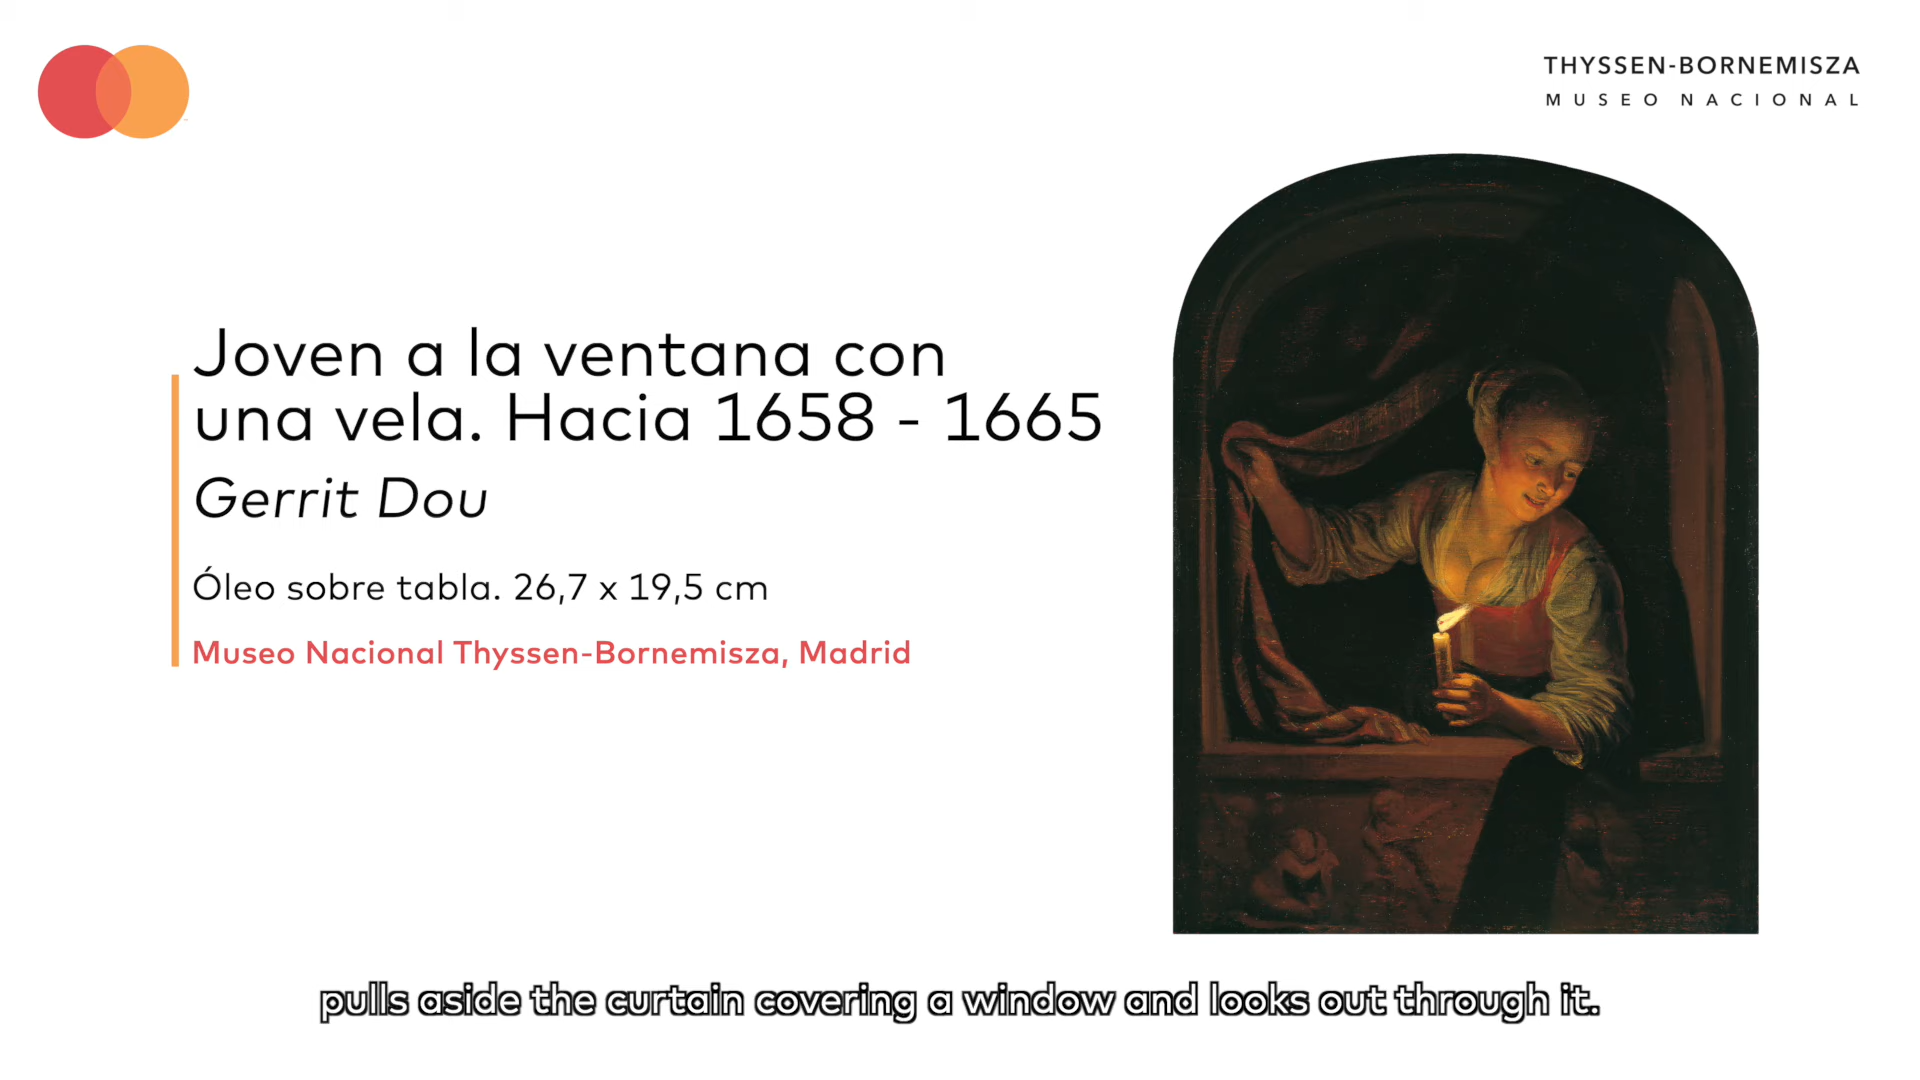 THYSSEN-BORNEMISZA
MUSEO NACIONAL
Joven a la ventana con
una vela. Hacia 1658 - 1665
Gerrit Dou
Óleo sobre tabla. 26,7 x 19,5 cm
Museo Nacional Thyssen-Bornemisza, Madrid
pulls aside the curtain covering a window and looks out through it.